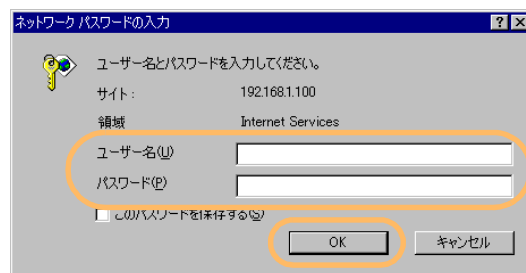 ネットワーク パスワードの入力
ユーザー名とパスワードを入力してください。
サイト: 192.168.1.100
領域 Internet Services
ユーザー名(U)
パスワード(P)
このパスワードを保存する(S)
OK キャンセル